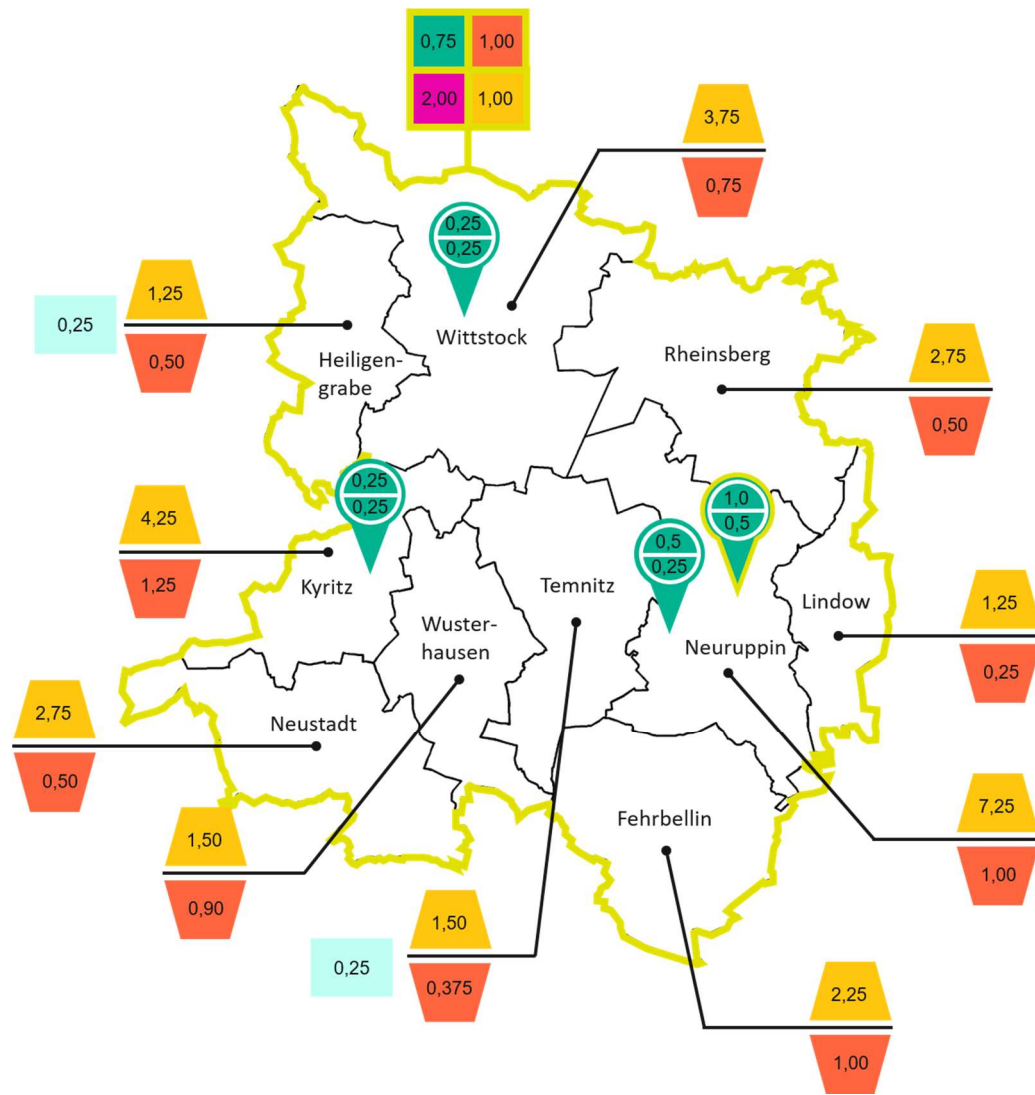 0,75 1,00
2,00 1,00
3,75
0,75
0,25
0,25
Wittstock
1,25
0,25
0,50
Heiligen-
grabe
Rheinsberg
2,75
0,50
0,25
0,25
4,25
1,25
Kyritz
1,0
0,5
0,5
0,25
Temnitz
Wuster-
hausen
Lindow
Neuruppin
1,25
0,25
Neustadt
2,75
0,50
Fehrbellin
7,25
1,00
1,50
0,90
1,50
0,25
0,375
2,25
1,00